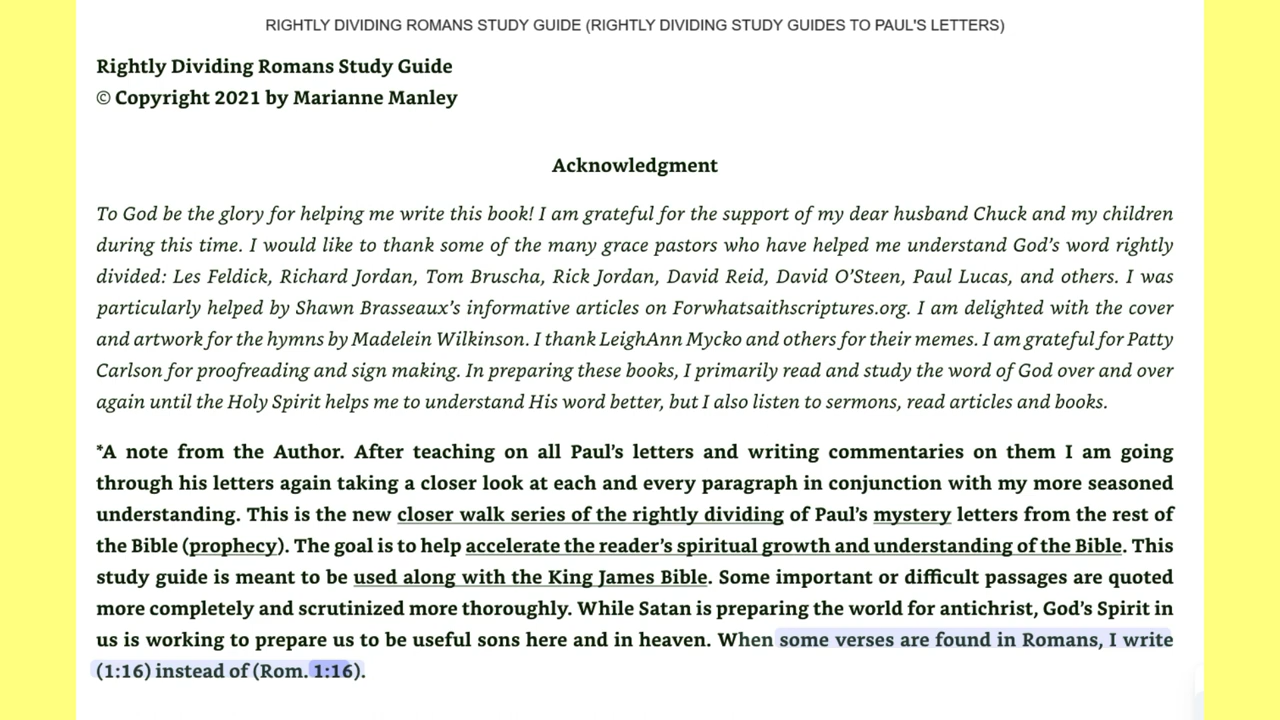 RIGHTLY DIVIDING ROMANS STUDY GUIDE (RIGHTLY DIVIDING STUDY GUIDES TO PAUL'S LETTERS)
Rightly Dividing Romans Study Guide
© Copyright 2021 by Marianne Manley
Acknowledgment
To God be the glory for helping me write this book! I am grateful for the support of my dear husband Chuck and my children
during this time. I would like to thank some of the many grace pastors who have helped me understand God’s word rightly
divided: Les Feldick, Richard Jordan, Tom Bruscha, Rick Jordan, David Reid, David O’Steen, Paul Lucas, and others. I was
particularly helped by Shawn Brasseaux’s informative articles on Forwhatsaithscriptures.org. I am delighted with the cover
and artwork for the hymns by Madelein Wilkinson. I thank LeighAnn Mycko and others for their memes. I am grateful for Patty
Carlson for proofreading and sign making. In preparing these books, I primarily read and study the word of God over and over
again until the Holy Spirit helps me to understand His word better, but I also listen to sermons, read articles and books.
*A note from the Author. After teaching on all Paul’s letters and writing commentaries on them I am going
through his letters again taking a closer look at each and every paragraph in conjunction with my more seasoned
understanding. This is the new closer walk series of the rightly dividing of Paul’s mystery letters from the rest of
the Bible (prophecy). The goal is to help accelerate the reader’s spiritual growth and understanding of the Bible. This
study guide is meant to be used along with the King James Bible. Some important or difficult passages are quoted
more completely and scrutinized more thoroughly. While Satan is preparing the world for antichrist, God’s Spirit in
us is working to prepare us to be useful sons here and in heaven. When some verses are found in Romans, I write
(1:16) instead of (Rom. 1:16).